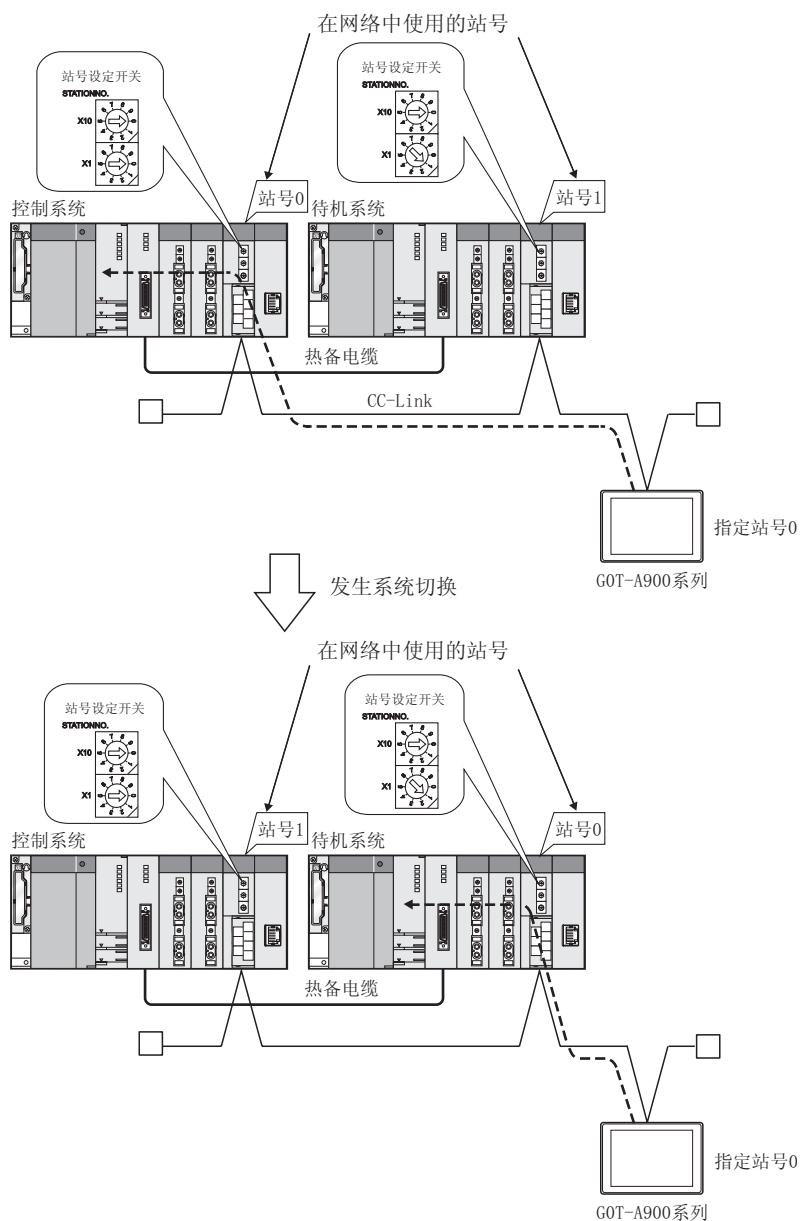 在网络中使用的站号
站号设定开关
STATIONNO.
X10
X1
站号设定开关
STATIONNO.
X10
X1
站号0
站号1
控制系统
待机系统
热备电缆
CC-Link
指定站号0
GOT-A900系列
发生系统切换
在网络中使用的站号
站号设定开关
STATIONNO.
X10
X1
站号设定开关
STATIONNO.
X10
X1
站号1
站号0
控制系统
待机系统
热备电缆
指定站号0
GOT-A900系列